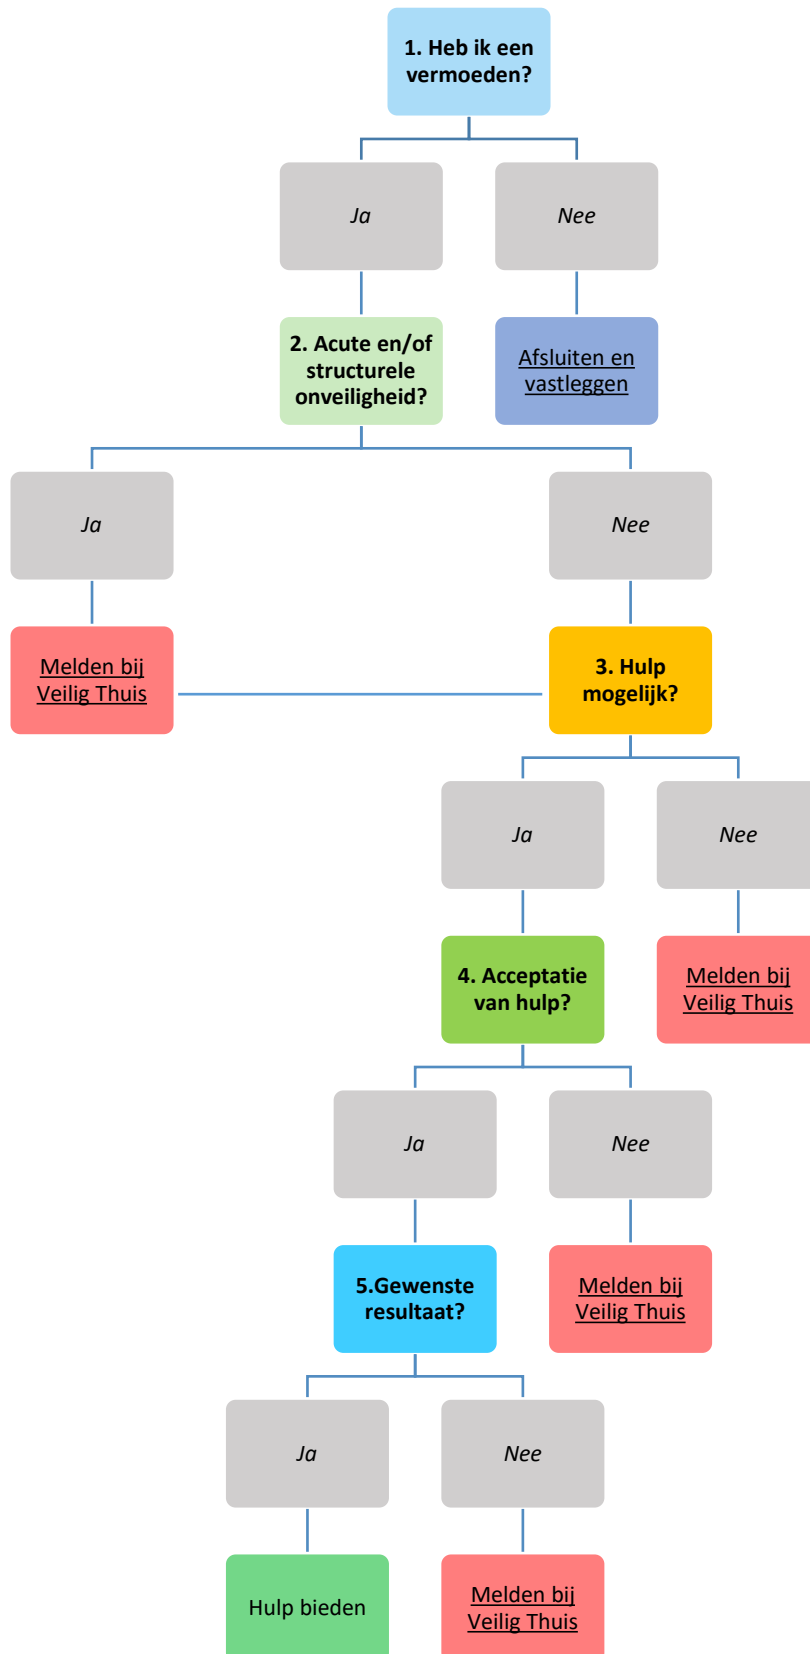 1. Heb ik een
vermoeden?
Ja
Nee
2. Acute en/of
structurele
onveiligheid?
Afsluiten en
vastleggen
Ja
Nee
Melden bij
Veilig Thuis
3. Hulp
mogelijk?
Ja
Nee
4. Acceptatie
van hulp?
Melden bij
Veilig Thuis
Ja
Nee
5.Gewenste
resultaat?
Melden bij
Veilig Thuis
Ja
Nee
Hulp bieden
Melden bij
Veilig Thuis